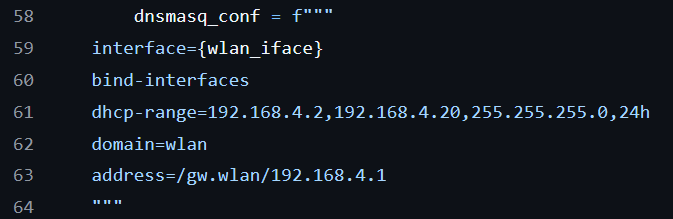 58 dnsmasq_conf = f"""
59 interface={wlan_iface}
60 bind-interfaces
61 dhcp-range=192.168.4.2,192.168.4.20,255.255.255.0,24h
62 domain=wlan
63 address=/gw.wlan/192.168.4.1
64 """